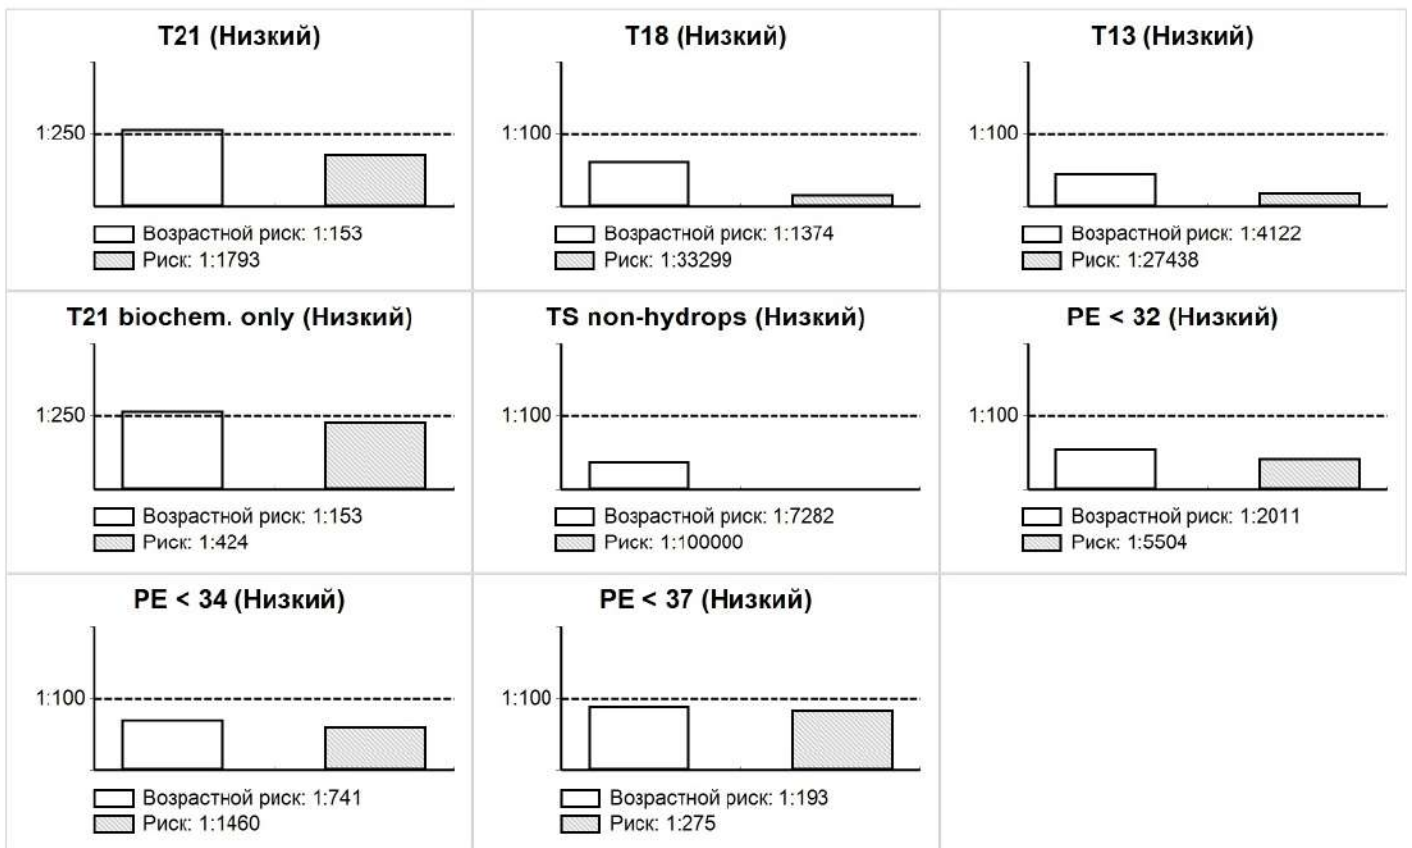 T21 (Низкий)
1:250
Возрастной риск: 1:153
Риск: 1:1793
T18 (Низкий)
1:100
Возрастной риск: 1:1374
Риск: 1:33299
T13 (Низкий)
1:100
Возрастной риск: 1:4122
Риск: 1:27438
T21 biochem. only (Низкий)
1:250
Возрастной риск: 1:153
Риск: 1:424
TS non-hydrops (Низкий)
1:100
Возрастной риск: 1:7282
Риск: 1:100000
PE < 32 (Низкий)
1:100
Возрастной риск: 1:2011
Риск: 1:5504
PE < 34 (Низкий)
1:100
Возрастной риск: 1:741
Риск: 1:1460
PE < 37 (Низкий)
1:100
Возрастной риск: 1:193
Риск: 1:275